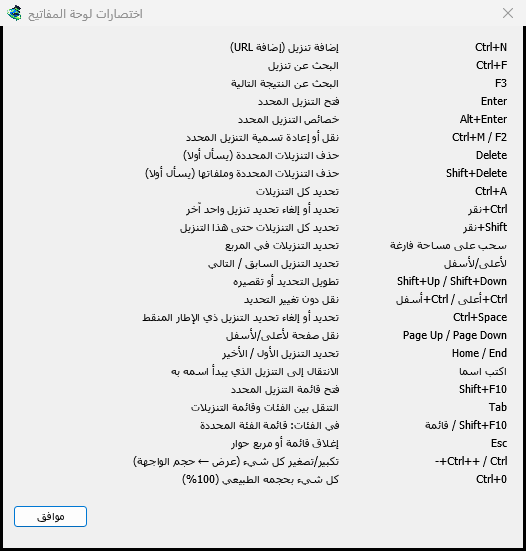 اختصارات لوحة المفاتيح
Ctrl+N إضافة تنزيل (إضافة URL)
Ctrl+F البحث عن تنزيل
F3 البحث عن النتيجة التالية
Enter فتح التنزيل المحدد
Alt+Enter خصائص التنزيل المحدد
Ctrl+M / F2 نقل أو إعادة تسمية التنزيل المحدد
Delete حذف التنزيلات المحددة (يسأل أولا)
Shift+Delete حذف التنزيلات المحددة وملفاتها (يسأل أولا)
Ctrl+A تحديد كل التنزيلات
Ctrl+نقر تحديد أو إلغاء تحديد تنزيل واحد آخر
Shift+نقر تحديد كل التنزيلات حتى هذا التنزيل
سحب على مساحة فارغة تحديد التنزيلات في المربع
لأعلى/لأسفل تحديد التنزيل السابق / التالي
Shift+Up / Shift+Down تطويل التحديد أو تقصيره
Ctrl+أعلى / Ctrl+أسفل نقل دون تغيير التحديد
Ctrl+Space تحديد أو إلغاء تحديد التنزيل ذي الإطار المنقط
Page Up / Page Down نقل صفحة لأعلى/لأسفل
Home / End تحديد التنزيل الأول / الأخير
اكتب اسما الانتقال إلى التنزيل الذي يبدأ اسمه به
Shift+F10 فتح قائمة التنزيل المحدد
Tab التنقل بين الفئات وقائمة التنزيلات
قائمة / Shift+F10 في الفئات: قائمة الفئة المحددة
Esc إغلاق قائمة أو مربع حوار
Ctrl++ / Ctrl+- تكبير/تصغير كل شيء (عرض ← حجم الواجهة)
Ctrl+0 كل شيء بحجمه الطبيعي (100%)
موافق